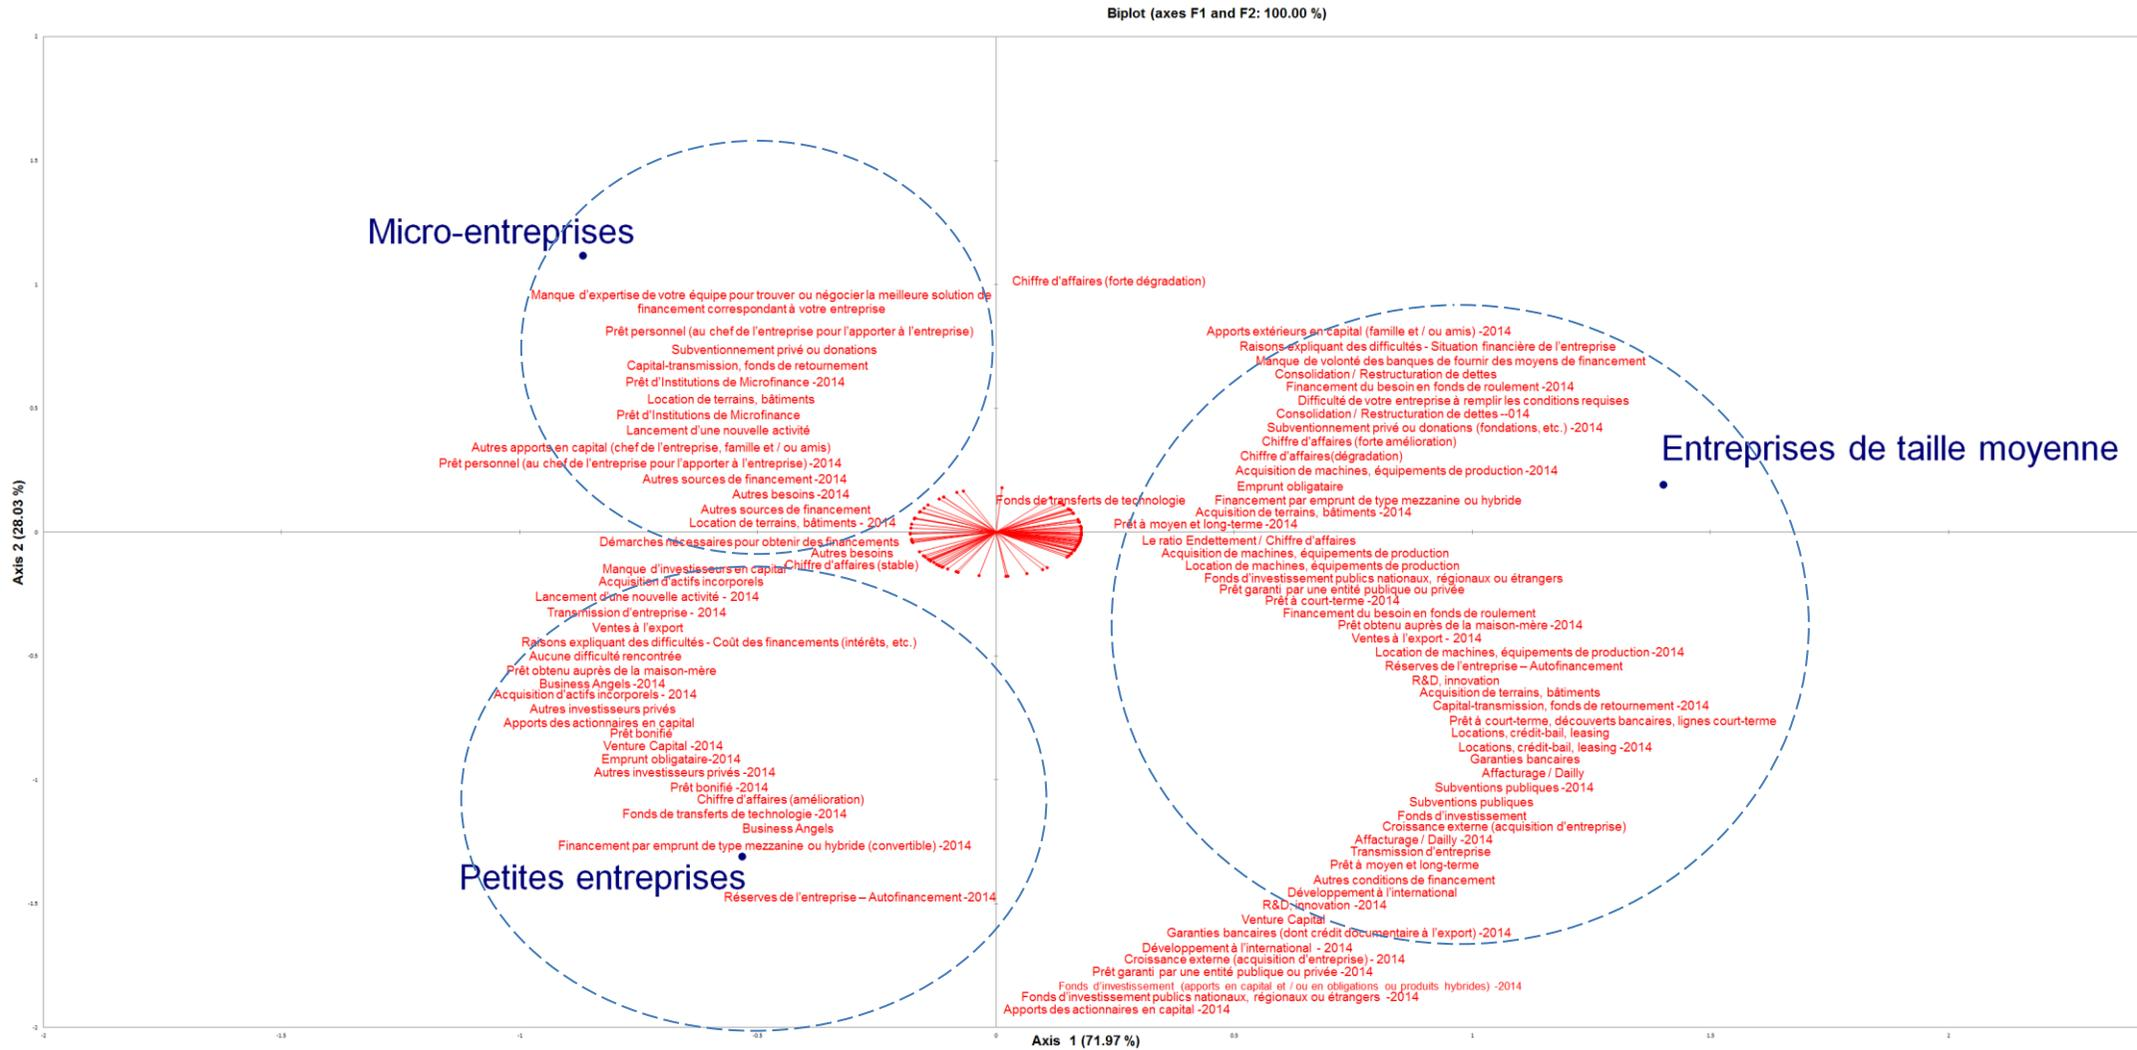 Biplot (axes F1 and F2: 100.00 %)
2
1.5
1
0.5
0
-0.5
-1
-1.5
-2
Axis 2 (28.03 %)
Micro-entreprises
Manque d'expertise de votre équipe pour trouver ou négocier la meilleure solution de
financement correspondant à votre entreprise
Prêt personnel (au chef de l'entreprise pour l'apporter à l'entreprise)
Subventionnement privé ou donations
Capital-transmission, fonds de retournement
Prêt d'Institutions de Microfinance -2014
Location de terrains, bâtiments
Prêt d'Institutions de Microfinance
Lancement d'une nouvelle activité
Autres apports en capital (chef de l'entreprise, famille et / ou amis)
Prêt personnel (au chef de l'entreprise pour l'apporter à l'entreprise) -2014
Autres sources de financement -2014
Autres besoins -2014
Autres sources de financement
Location de terrains, bâtiments - 2014
Démarches nécessaires pour obtenir des financements
Autres besoins
Chiffre d'affaires (stable)
Manque d'investisseurs en capital
Acquisition d'actifs incorporels
Lancement d'une nouvelle activité - 2014
Transmission d'entreprise - 2014
Ventes à l'export
Raisons expliquant des difficultés - Coût des financements (intérêts, etc.)
Aucune difficulté rencontrée
Prêt obtenu auprès de la maison-mère
Business Angels -2014
Acquisition d'actifs incorporels - 2014
Autres investisseurs privés
Apports des actionnaires en capital
Prêt bonifié
Venture Capital -2014
Emprunt obligataire-2014
Autres investisseurs privés -2014
Prêt bonifié -2014
Chiffre d'affaires (amélioration)
Fonds de transferts de technologie -2014
Business Angels
Financement par emprunt de type mezzanine ou hybride (convertible) -2014
Petites entreprises
Réserves de l'entreprise – Autofinancement -2014
Chiffre d'affaires (forte dégradation)
Apports extérieurs en capital (famille et / ou amis) -2014
Raisons expliquant des difficultés - Situation financière de l'entreprise
Manque de volonté des banques de fournir des moyens de financement
Consolidation / Restructuration de dettes
Financement du besoin en fonds de roulement -2014
Difficulté de votre entreprise à remplir les conditions requises
Consolidation / Restructuration de dettes --014
Subventionnement privé ou donations (fondations, etc.) -2014
Chiffre d'affaires (forte amélioration)
Entreprises de taille moyenne
Chiffre d'affaires(dégradation)
Acquisition de machines, équipements de production -2014
Emprunt obligataire
Fonds de transferts de technologie
Financement par emprunt de type mezzanine ou hybride
Acquisition de terrains, bâtiments -2014
Prêt à moyen et long-terme -2014
Le ratio Endettement / Chiffre d'affaires
Acquisition de machines, équipements de production
Location de machines, équipements de production
Fonds d'investissement publics nationaux, régionaux ou étrangers
Prêt garanti par une entité publique ou privée
Prêt à court-terme -2014
Financement du besoin en fonds de roulement
Prêt obtenu auprès de la maison-mère -2014
Ventes à l'export - 2014
Location de machines, équipements de production -2014
Réserves de l'entreprise – Autofinancement
R&D, innovation
Acquisition de terrains, bâtiments
Capital-transmission, fonds de retournement -2014
Prêt à court-terme, découverts bancaires, lignes court-terme
Locations, crédit-bail, leasing
Locations, crédit-bail, leasing -2014
Garanties bancaires
Affacturage / Dailly
Subventions publiques -2014
Subventions publiques
Fonds d'investissement
Croissance externe (acquisition d'entreprise)
Affacturage / Dailly -2014
Transmission d'entreprise
Prêt à moyen et long-terme
Autres conditions de financement
Développement à l'international
R&D, innovation -2014
Venture Capital
Garanties bancaires (dont crédit documentaire à l'export) -2014
Développement à l'international - 2014
Croissance externe (acquisition d'entreprise) - 2014
Prêt garanti par une entité publique ou privée -2014
Fonds d'investissement (apports en capital et / ou en obligations ou produits hybrides) -2014
Fonds d'investissement publics nationaux, régionaux ou étrangers -2014
Apports des actionnaires en capital -2014
-2 -1.5 -1 -0.5 0 0.5 1 1.5 2
Axis 1 (71.97 %)